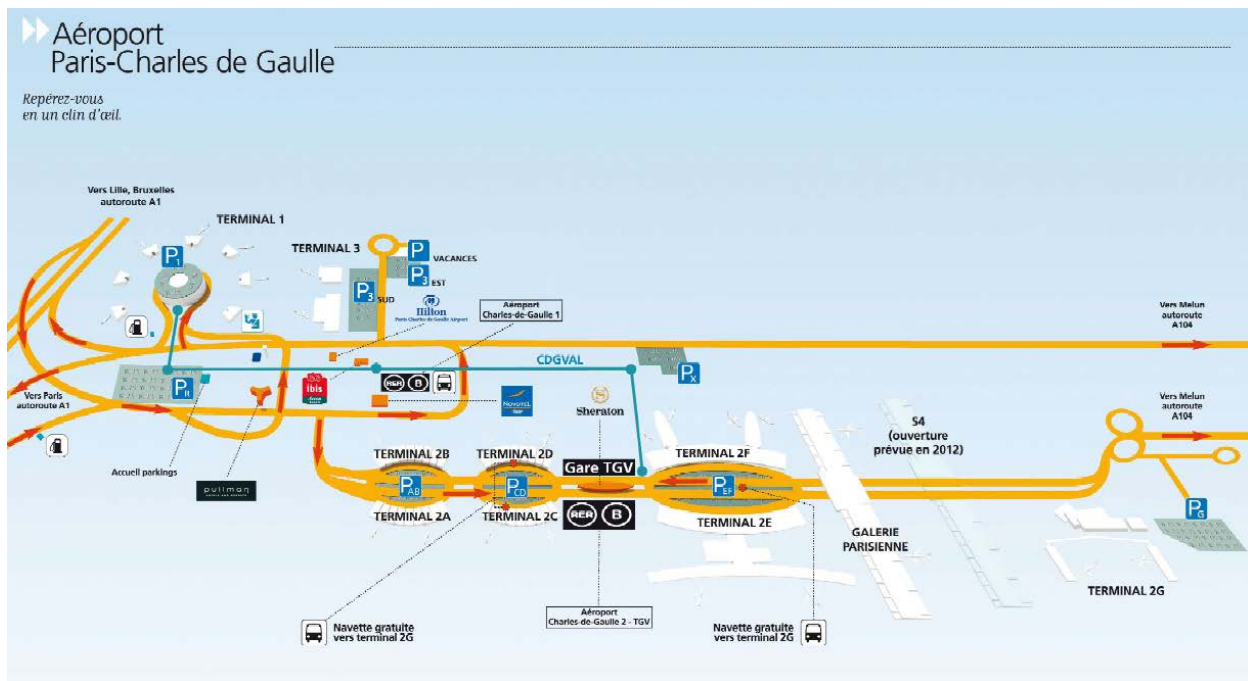 Aéroport
Paris-Charles de Gaulle
Repérez-vous
en un clin d'œil.
Vers Lille, Bruxelles
autoroute A1
TERMINAL 1
P1
TERMINAL 3
P
VACANCES
P3 EST
P3 SUD
Hilton
Paris Charles de Gaulle Airport
Aéroport
Charles-de-Gaulle 1
Vers Melun
autoroute
A104
CDGVAL
PX
Vers Paris
autoroute A1
PR
ibis
RER B
NOVOTEL
Sheraton
Vers Melun
autoroute
A104
S4
(ouverture
prévue en 2012)
Accueil parkings
pullman
TERMINAL 2B
TERMINAL 2D
Gare TGV
TERMINAL 2F
PAB
PCD
PEF
TERMINAL 2A
TERMINAL 2C
RER B
TERMINAL 2E
GALERIE
PARISIENNE
PG
TERMINAL 2G
Aéroport
Charles-de-Gaulle 2 - TGV
Navette gratuite
vers terminal 2G
Navette gratuite
vers terminal 2G